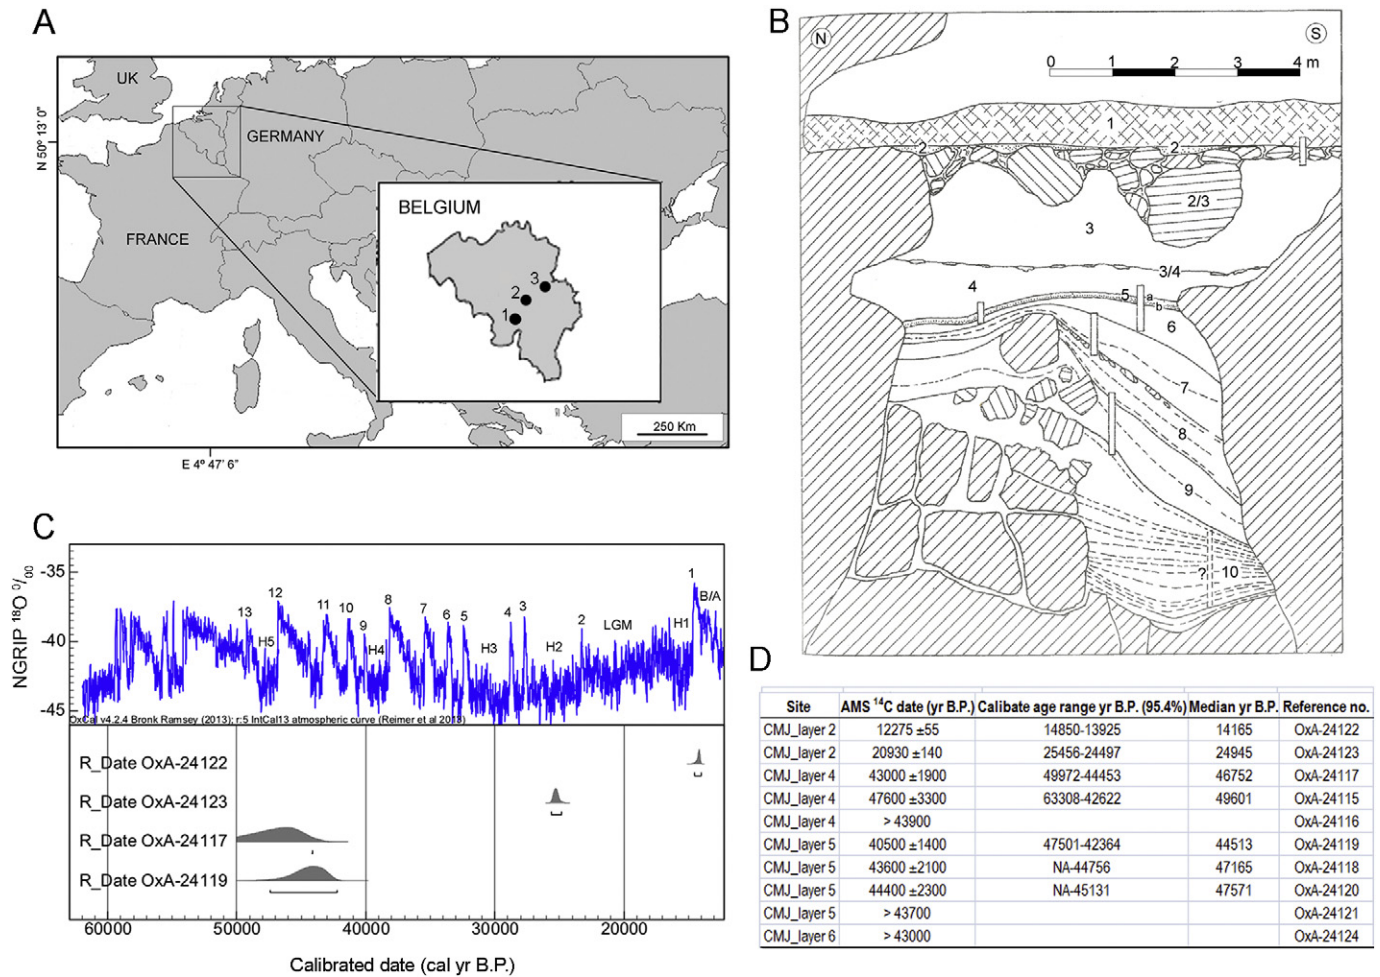 A
UK
GERMANY
FRANCE
BELGIUM
3
2
1
N 50º 13’ 0”
250 Km
E 4º 47’ 6”
B
N
S
0 1 2 3 4 m
1
2
2
2/3
3
3/4
4
5
a
b
6
7
8
9
? 10
C
NGRIP ¹⁸O ⁰/₀₀
-35
-40
-45
13
H5
12
11
10
9
H4
8
7
6
5
H3
4
3
H2
2
LGM
H1
1
B/A
OxCal v4.2.4 Bronk Ramsey (2013); r:5 IntCal13 atmospheric curve (Reimer et al 2013)
R_Date OxA-24122
R_Date OxA-24123
R_Date OxA-24117
R_Date OxA-24119
60000 50000 40000 30000 20000
Calibrated date (cal yr B.P.)
D
Site AMS ¹⁴C date (yr B.P.) Calibate age range yr B.P. (95.4%) Median yr B.P. Reference no.
CMJ_layer 2 12275 ±55 14850-13925 14165 OxA-24122
CMJ_layer 2 20930 ±140 25456-24497 24945 OxA-24123
CMJ_layer 4 43000 ±1900 49972-44453 46752 OxA-24117
CMJ_layer 4 47600 ±3300 63308-42622 49601 OxA-24115
CMJ_layer 4 > 43900 OxA-24116
CMJ_layer 5 40500 ±1400 47501-42364 44513 OxA-24119
CMJ_layer 5 43600 ±2100 NA-44756 47165 OxA-24118
CMJ_layer 5 44400 ±2300 NA-45131 47571 OxA-24120
CMJ_layer 5 > 43700 OxA-24121
CMJ_layer 6 > 43000 OxA-24124